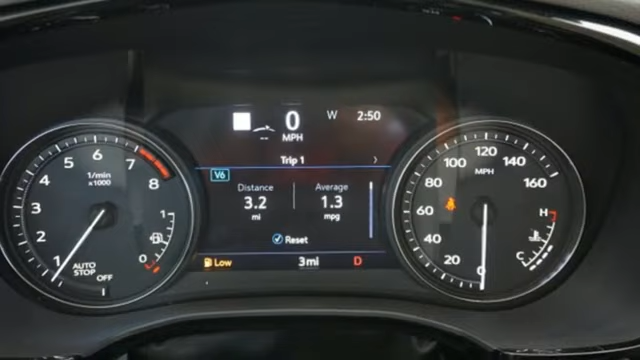 0 W 2:50
-- MPH
Trip 1 >
V6
Distance Average
3.2 1.3
mi mpg
Reset
Low 3mi D
1/min
x1000
1 2 3 4 5 6 7 8
AUTO
STOP
OFF
1
0
MPH
0 20 40 60 80 100 120 140 160
H
C